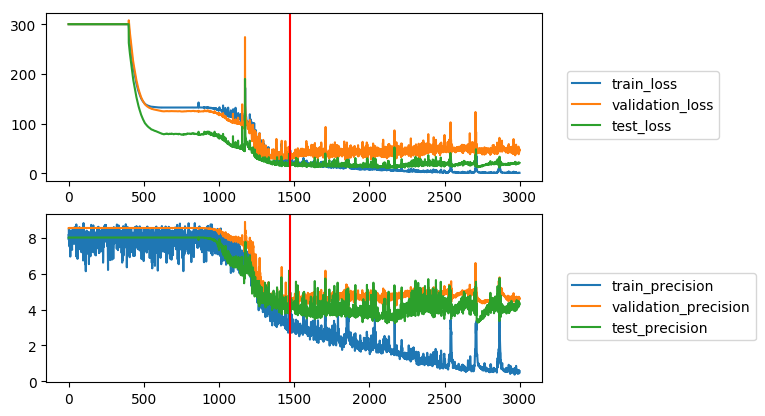 300
200
100
0
0 500 1000 1500 2000 2500 3000
train_loss
validation_loss
test_loss
8
6
4
2
0
0 500 1000 1500 2000 2500 3000
train_precision
validation_precision
test_precision